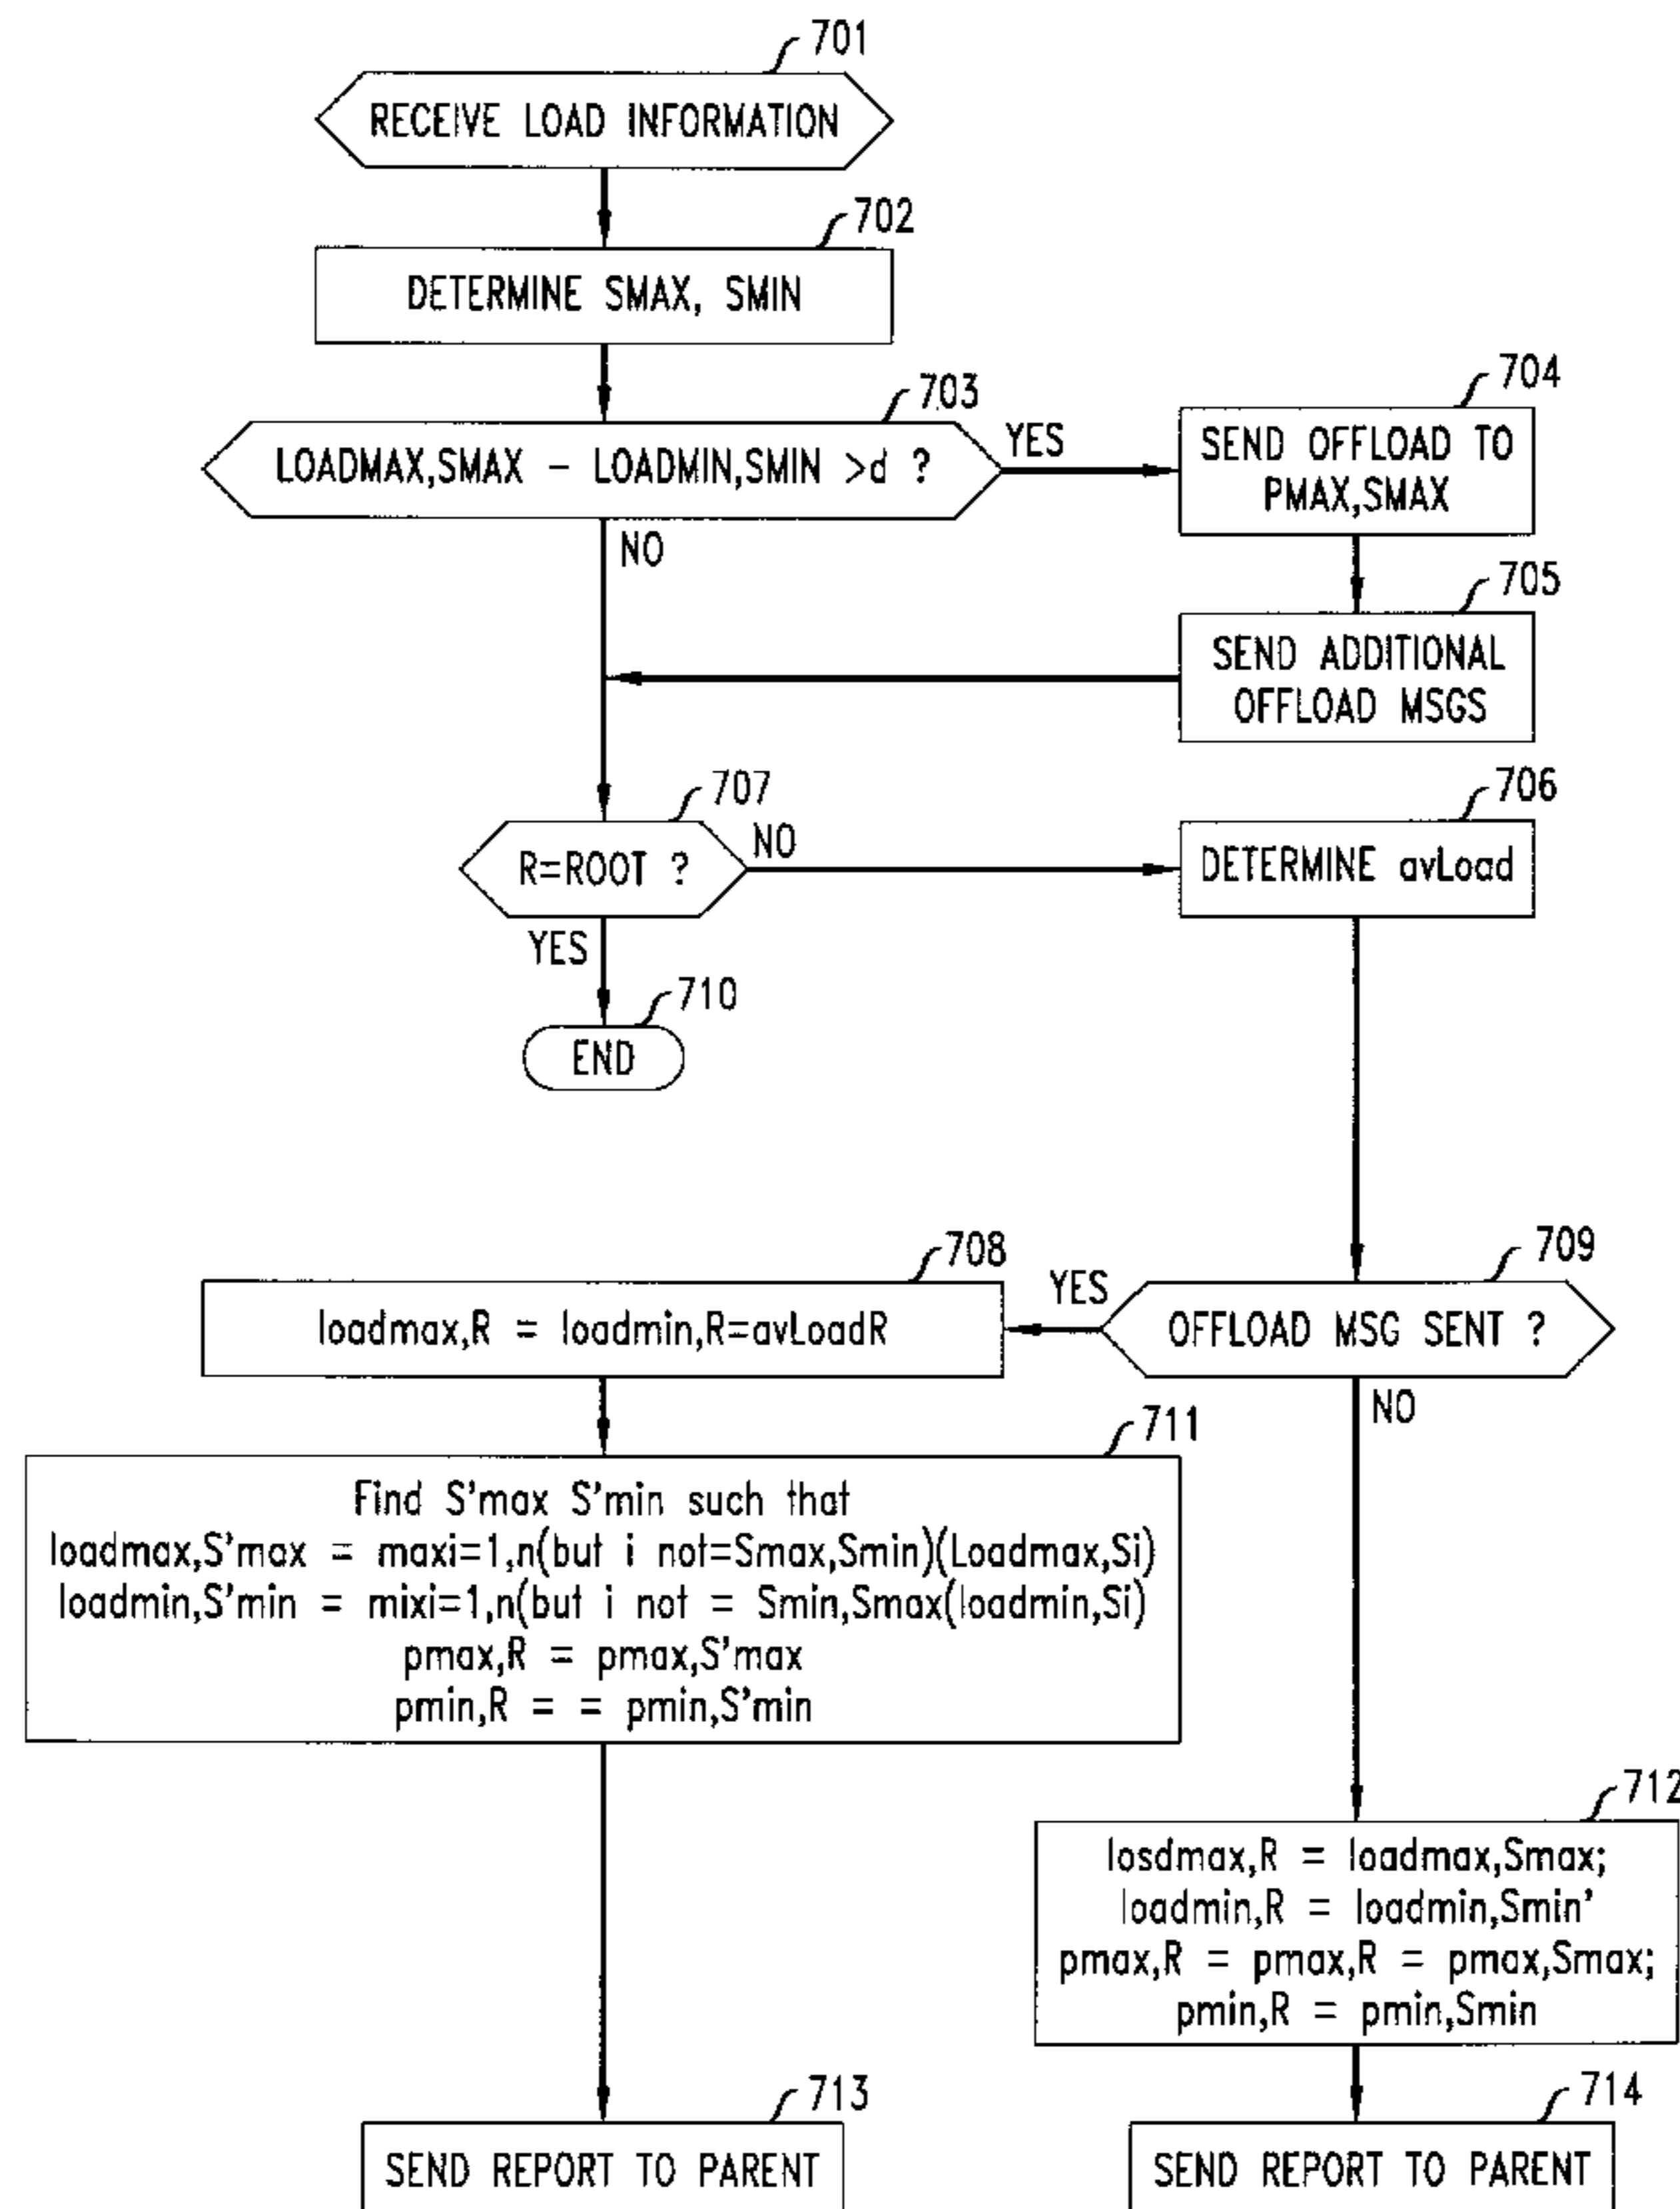 701
RECEIVE LOAD INFORMATION
702
DETERMINE SMAX, SMIN
703
LOADMAX,SMAX - LOADMIN,SMIN >d ?
YES
NO
704
SEND OFFLOAD TO
PMAX,SMAX
705
SEND ADDITIONAL
OFFLOAD MSGS
707
R=ROOT ?
NO
YES
706
DETERMINE avLoad
710
END
709
OFFLOAD MSG SENT ?
YES
NO
708
loadmax,R = loadmin,R=avLoadR
711
Find S'max S'min such that
loadmax,S'max = maxi=1,n(but i not=Smax,Smin)(Loadmax,Si)
loadmin,S'min = mixi=1,n(but i not = Smin,Smax(loadmin,Si)
pmax,R = pmax,S'max
pmin,R = = pmin,S'min
712
losdmax,R = loadmax,Smax;
loadmin,R = loadmin,Smin'
pmax,R = pmax,R = pmax,Smax;
pmin,R = pmin,Smin
713
SEND REPORT TO PARENT
714
SEND REPORT TO PARENT